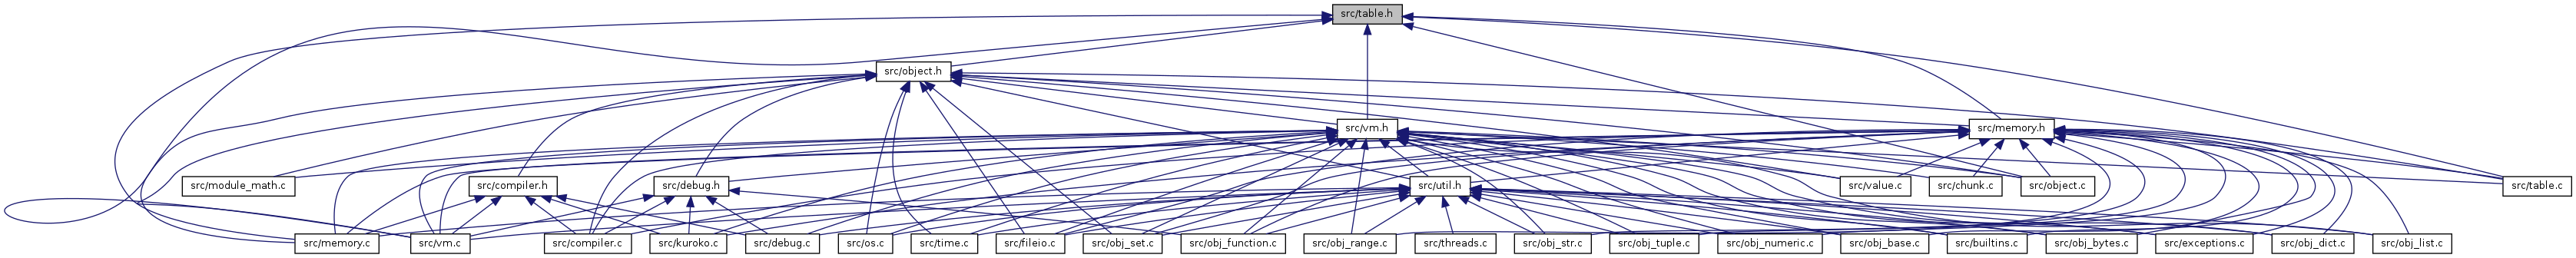 src/table.h
src/object.h
src/vm.h
src/memory.h
src/module_math.c
src/compiler.h
src/debug.h
src/util.h
src/value.c
src/chunk.c
src/object.c
src/table.c
src/memory.c
src/vm.c
src/compiler.c
src/kuroko.c
src/debug.c
src/os.c
src/time.c
src/fileio.c
src/obj_set.c
src/obj_function.c
src/obj_range.c
src/threads.c
src/obj_str.c
src/obj_tuple.c
src/obj_numeric.c
src/obj_base.c
src/builtins.c
src/obj_bytes.c
src/exceptions.c
src/obj_dict.c
src/obj_list.c